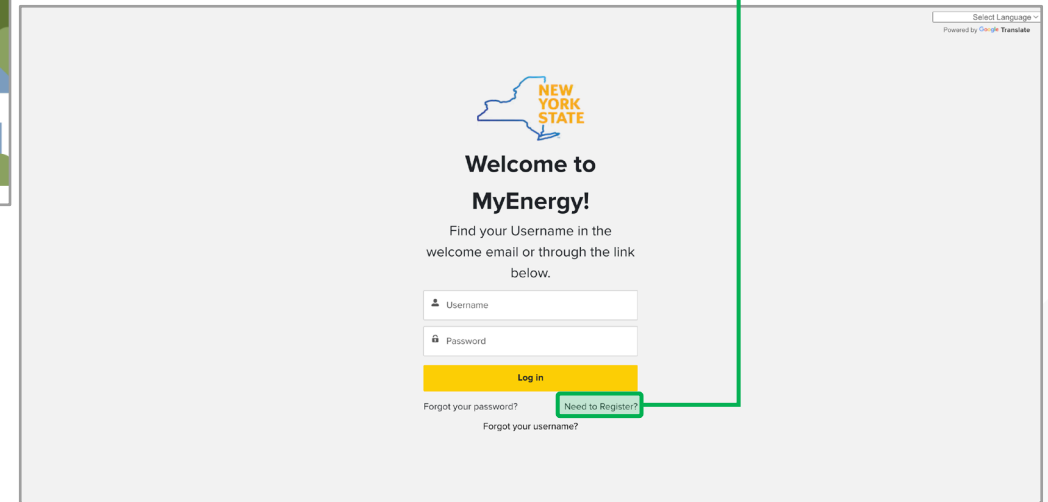 Select Language
Powered by Google Translate
NEW
YORK
STATE
Welcome to
MyEnergy!
Find your Username in the
welcome email or through the link
below.
Username
Password
Log in
Forgot your password? Need to Register?
Forgot your username?